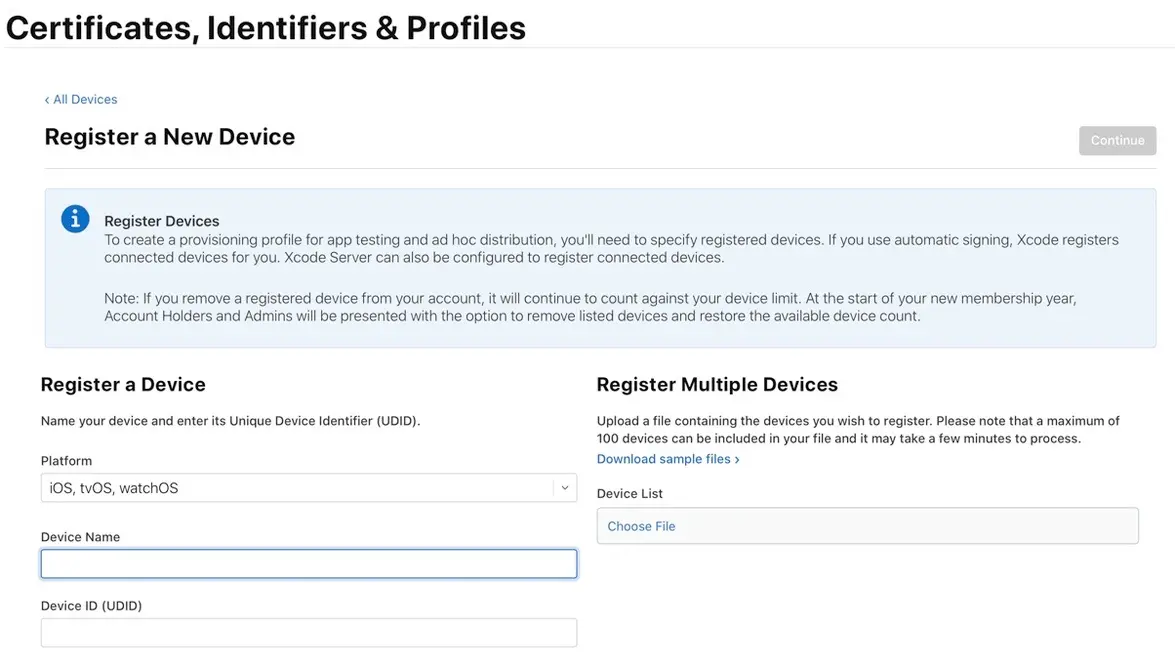 Certificates, Identifiers & Profiles
‹ All Devices
Register a New Device
Continue
Register Devices
To create a provisioning profile for app testing and ad hoc distribution, you'll need to specify registered devices. If you use automatic signing, Xcode registers
connected devices for you. Xcode Server can also be configured to register connected devices.
Note: If you remove a registered device from your account, it will continue to count against your device limit. At the start of your new membership year,
Account Holders and Admins will be presented with the option to remove listed devices and restore the available device count.
Register a Device
Name your device and enter its Unique Device Identifier (UDID).
Platform
iOS, tvOS, watchOS
Device Name
Device ID (UDID)
Register Multiple Devices
Upload a file containing the devices you wish to register. Please note that a maximum of
100 devices can be included in your file and it may take a few minutes to process.
Download sample files ›
Device List
Choose File